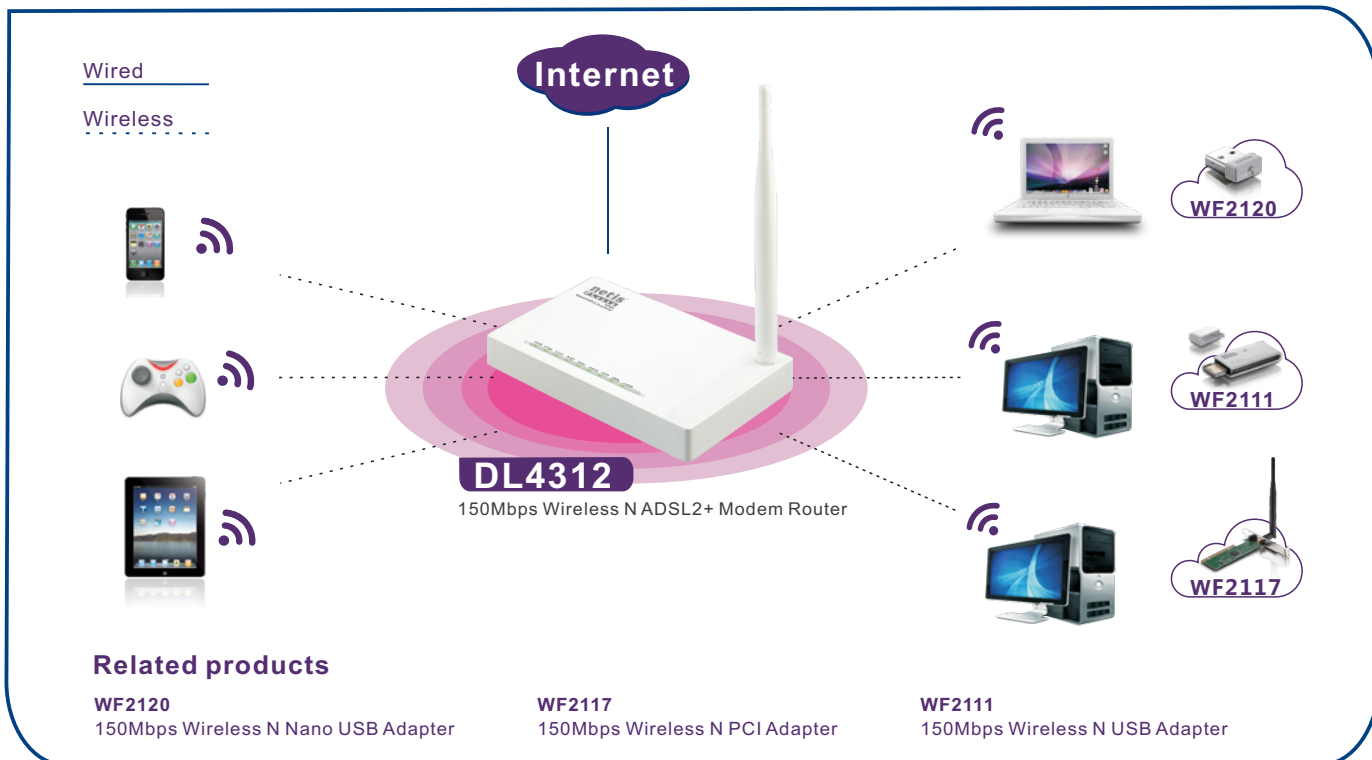 Wired
Internet
Wireless
WF2120
netis
WF2111
DL4312
150Mbps Wireless N ADSL2+ Modem Router
WF2117
Related products
WF2120
150Mbps Wireless N Nano USB Adapter
WF2117
150Mbps Wireless N PCI Adapter
WF2111
150Mbps Wireless N USB Adapter